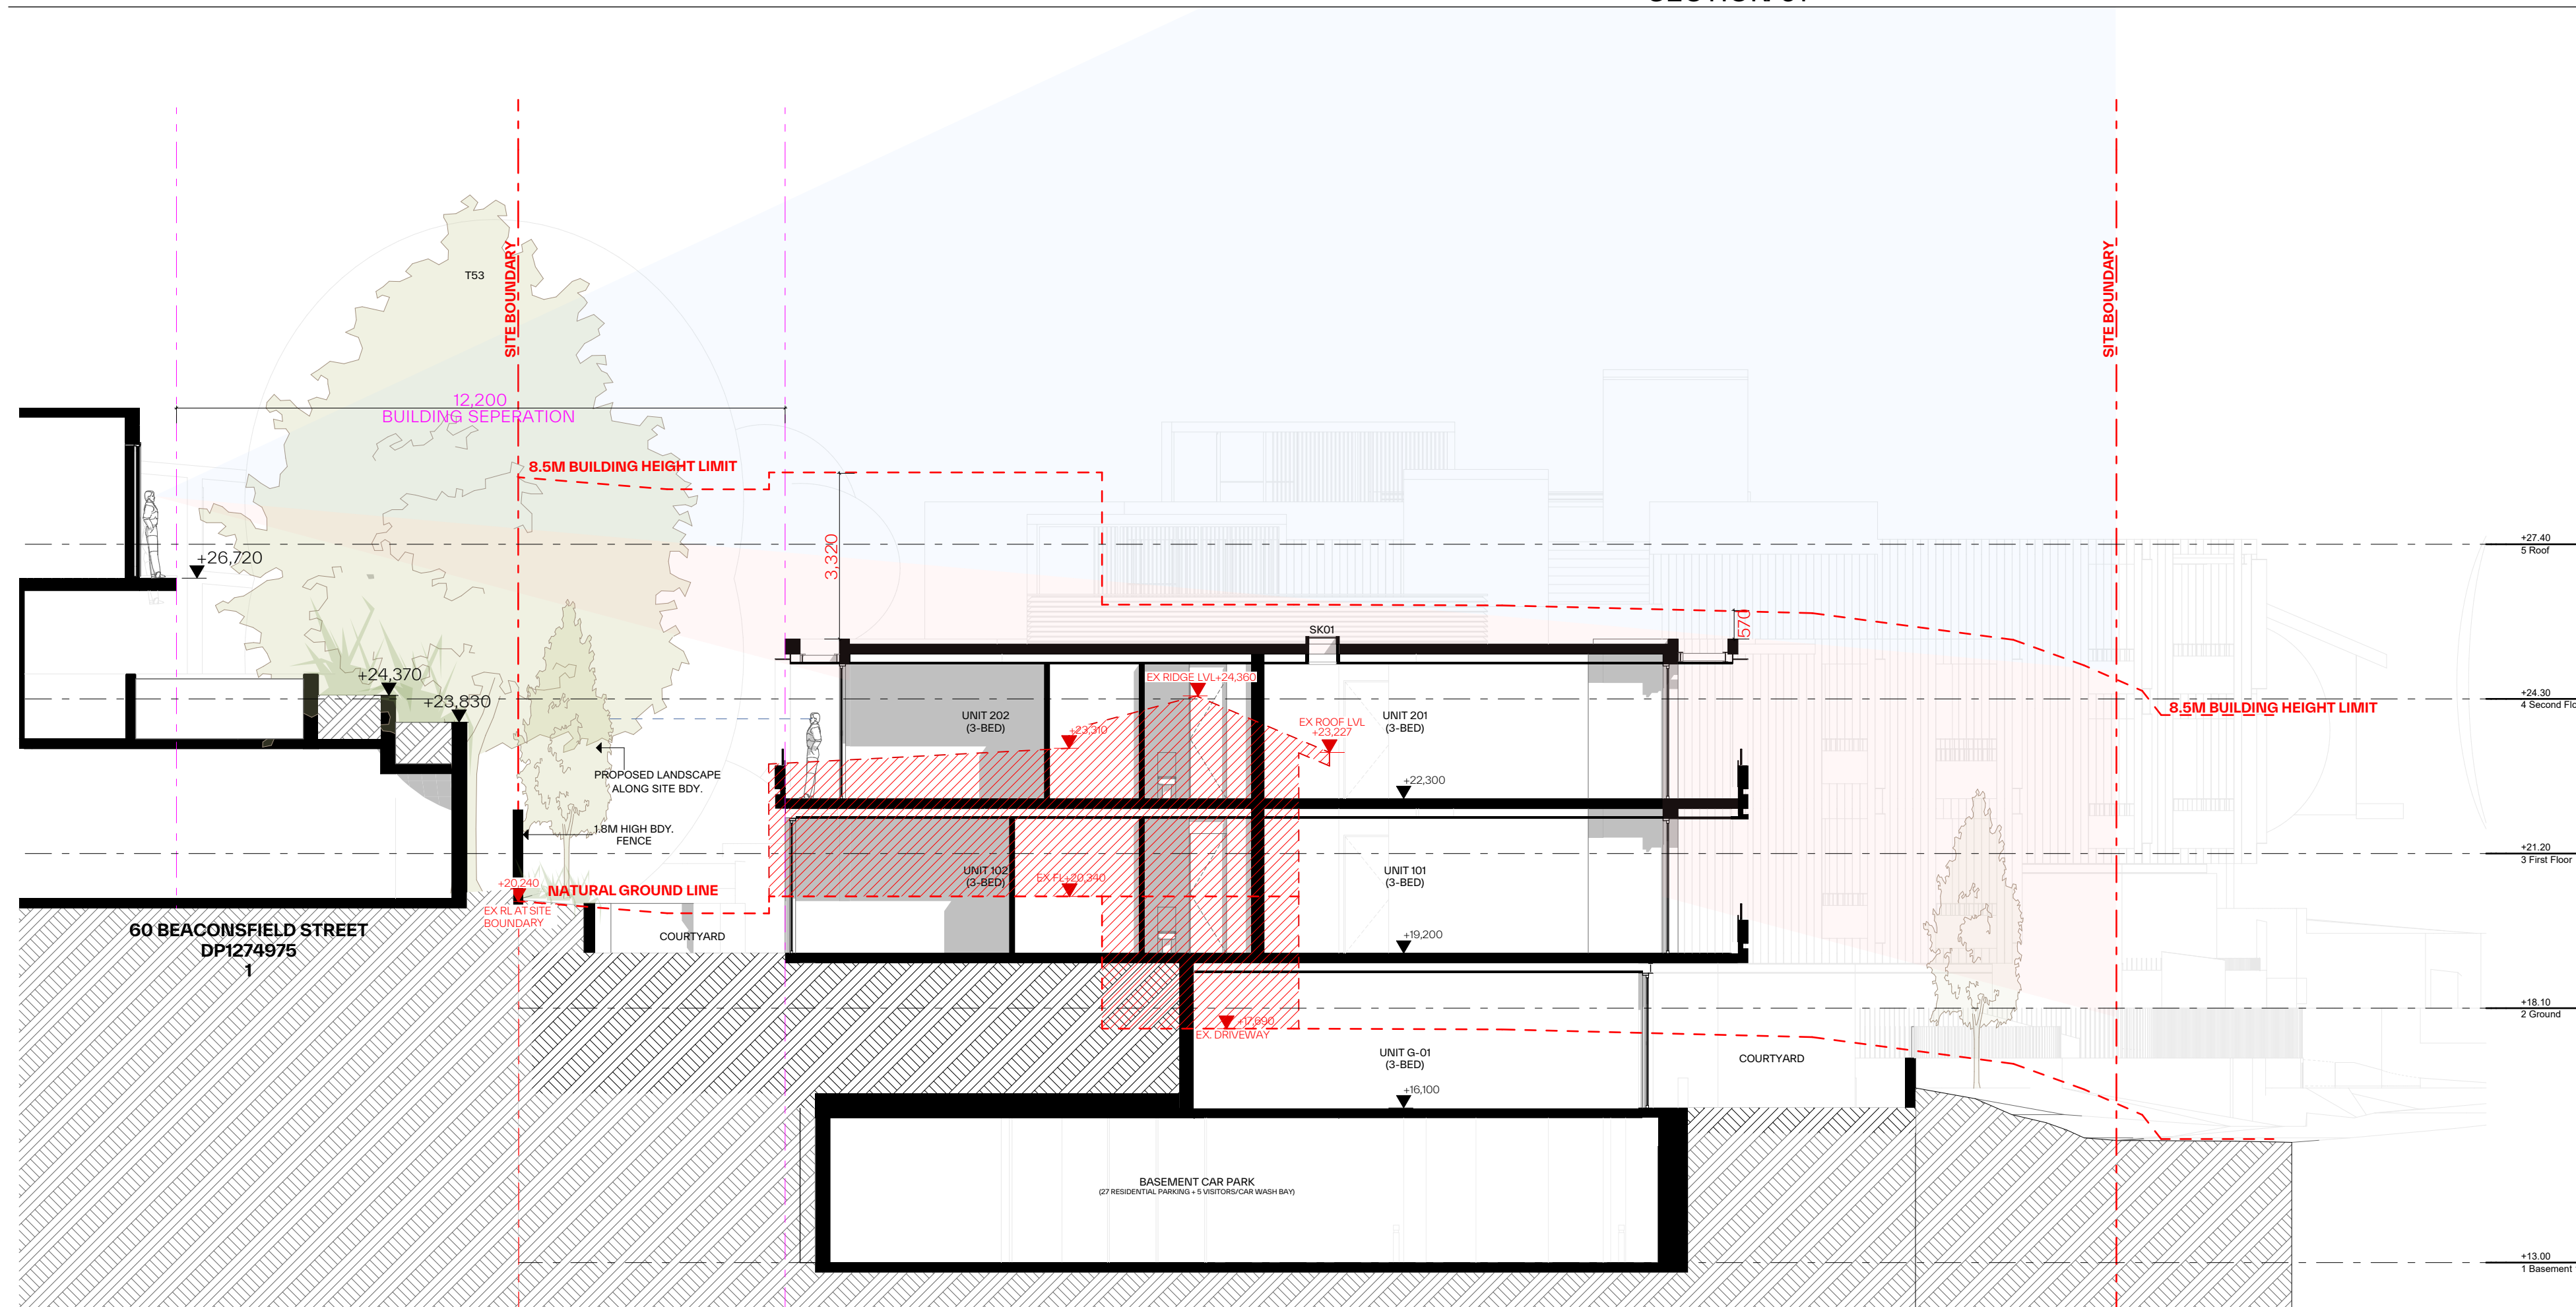 T53
SITE BOUNDARY
SITE BOUNDARY
12,200
BUILDING SEPERATION
8.5M BUILDING HEIGHT LIMIT
3,320
+26,720
+27.40
5 Roof
570
SK01
+24,370
+23,830
EX RIDGE LVL+24,360
+24.30
8.5M BUILDING HEIGHT LIMIT
UNIT 202
(3-BED)
+23,310
EX ROOF LVL
+23,227
UNIT 201
(3-BED)
PROPOSED LANDSCAPE
ALONG SITE BDY.
+22,300
1.8M HIGH BDY.
FENCE
+21.20
3 First Floor
UNIT 102
(3-BED)
EX FL+20,340
UNIT 101
(3-BED)
+20,240
NATURAL GROUND LINE
EX RL AT SITE
BOUNDARY
60 BEACONSFIELD STREET
DP1274975
1
COURTYARD
+19,200
+18.10
2 Ground
+17,690
EX. DRIVEWAY
UNIT G-01
(3-BED)
COURTYARD
+16,100
BASEMENT CAR PARK
(27 RESIDENTIAL PARKING + 5 VISITORS/CAR WASH BAY)
+13.00
1 Basement